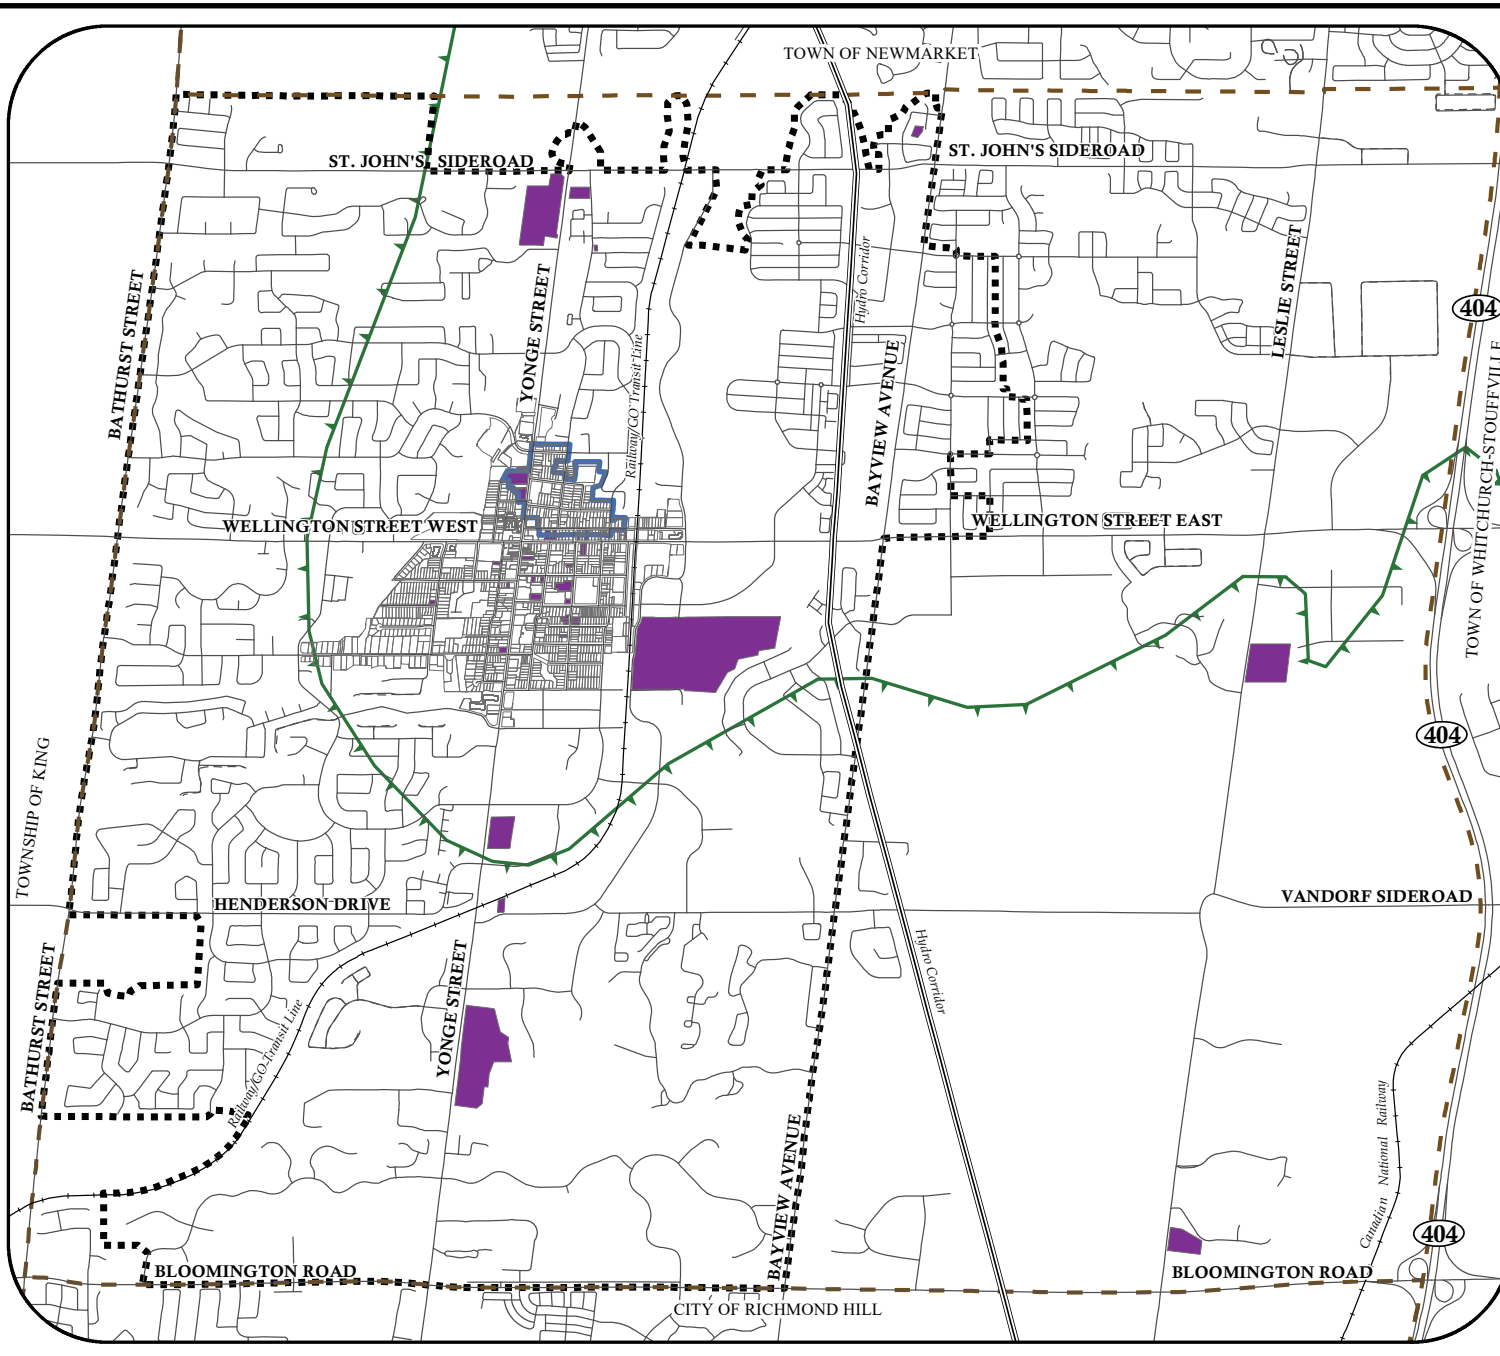 TOWN OF NEWMARKET
ST. JOHN'S SIDEROAD
ST. JOHN'S SIDEROAD
BATHURST STREET
YONGE STREET
Railway/GO Transit Line
Hydro Corridor
BAYVIEW AVENUE
LESLIE STREET
404
TOWN OF WHITCHURCH-STOUFFVILLE
WELLINGTON STREET WEST
WELLINGTON STREET EAST
404
TOWNSHIP OF KING
HENDERSON DRIVE
VANDORF SIDEROAD
BATHURST STREET
YONGE STREET
Hydro Corridor
Railway/GO Transit Line
BAYVIEW AVENUE
Canadian National Railway
404
BLOOMINGTON ROAD
BLOOMINGTON ROAD
CITY OF RICHMOND HILL